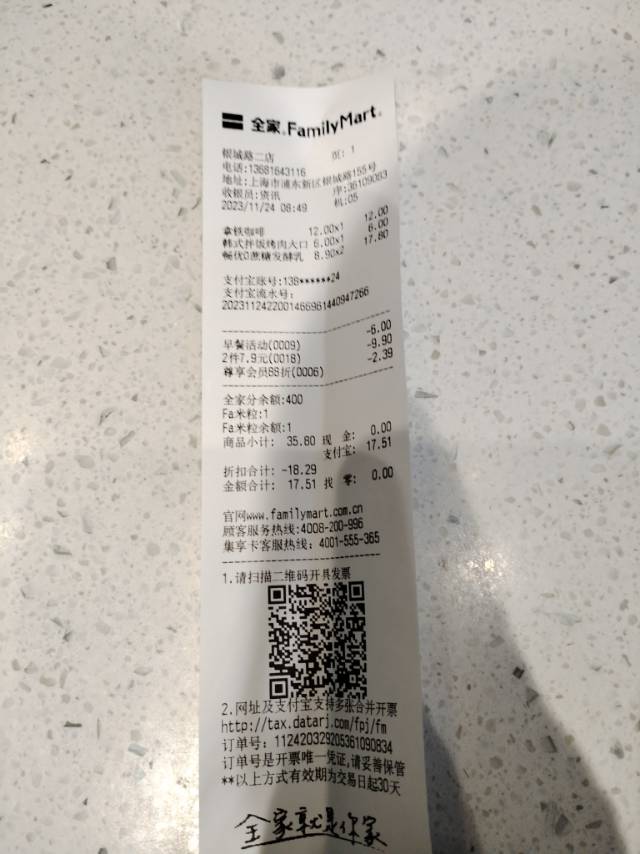 全家 FamilyMart
银城路二店 页: 1
电话:13681643116
地址:上海市浦东新区银城路155号
收银员:资讯 序:36109083
2023/11/24 08:49 机:05
拿铁咖啡 12.00x1 12.00
韩式拌饭烤肉大口 6.00x1 6.00
畅优0蔗糖发酵乳 8.90x2 17.80
支付宝账号:138******24
支付宝流水号:
2023112422001466961440947266
早餐活动(0009) -6.00
2件7.9元(0018) -9.90
尊享会员88折(0006) -2.39
全家分余额:400
Fa米粒:1
Fa米粒余额:1
商品小计: 35.80 现 金: 0.00
支付宝: 17.51
折扣合计: -18.29
金额合计: 17.51 找 零: 0.00
官网www.familymart.com.cn
顾客服务热线:4008-200-996
集享卡客服热线: 4001-555-365
1.请扫描二维码开具发票
2.网址及支付宝支持多张合并开票
http://tax.datarj.com/fpj/fm
订单号: 11242032920536109083​4
订单号是开票唯一凭证,请妥善保管
**以上方式有效期为交易日起30天
全家就是你家